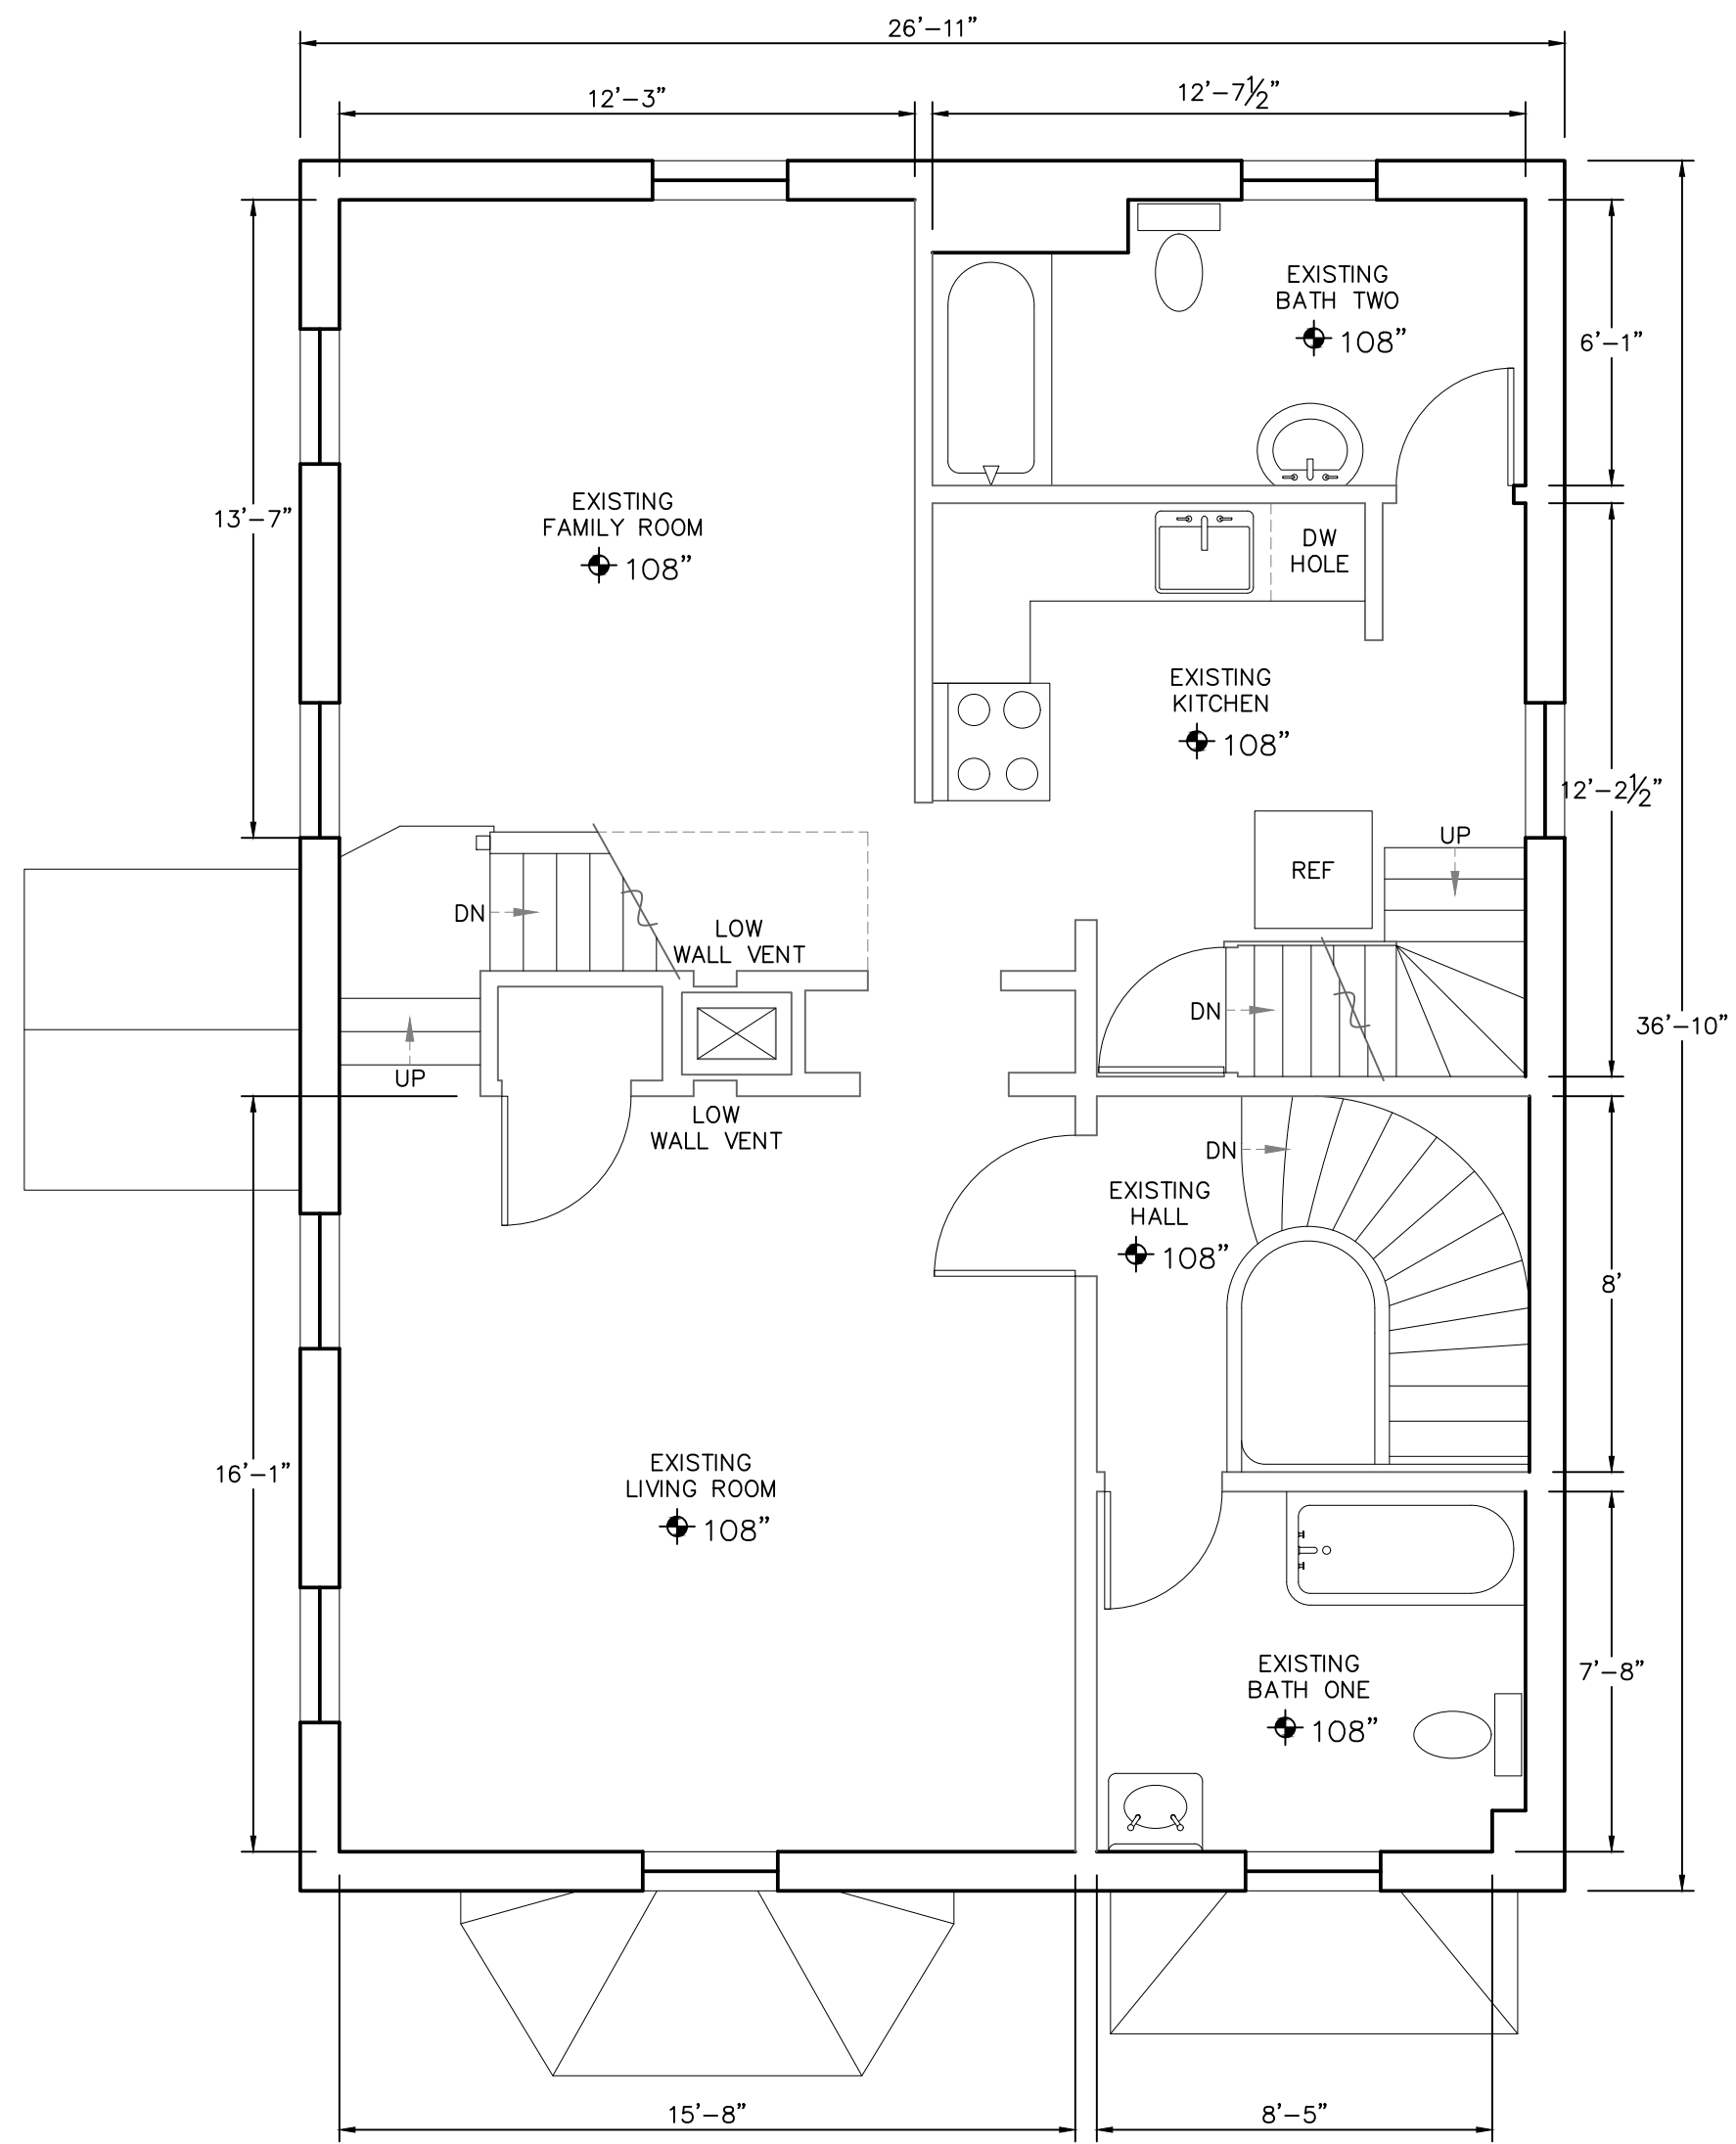 26'-11"
12'-3"
12'-7½"
EXISTING
BATH TWO
108"
6'-1"
EXISTING
FAMILY ROOM
108"
13'-7"
DW
HOLE
EXISTING
KITCHEN
108"
12'-2½"
UP
REF
DN
LOW
WALL VENT
DN
36'-10"
UP
LOW
WALL VENT
DN
EXISTING
HALL
108"
8'
EXISTING
LIVING ROOM
108"
16'-1"
EXISTING
BATH ONE
108"
7'-8"
15'-8"
8'-5"